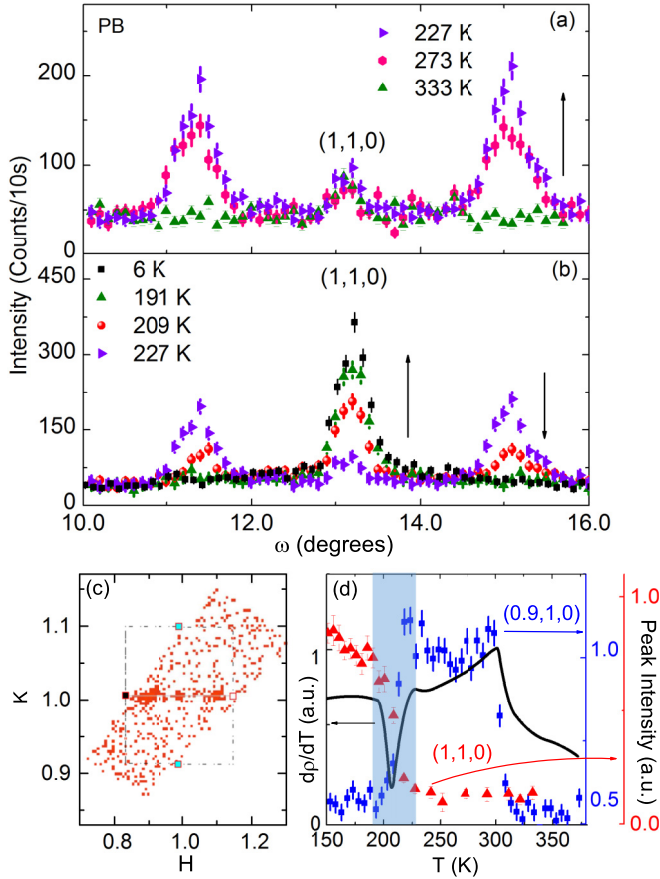 PB
(a)
227 K
273 K
333 K
(1,1,0)
200
100
0
Intensity (Counts/10s)
(b)
6 K
191 K
209 K
227 K
(1,1,0)
450
300
150
0
10.0 12.0 14.0 16.0
ω (degrees)
(c)
1.1
1.0
0.9
K
0.8 1.0 1.2
H
(d)
(0.9,1,0)
(1,1,0)
1
0
dρ/dT (a.u.)
150 200 250 300 350
T (K)
1.0
0.5
1.0
0.0
Peak Intensity (a.u.)